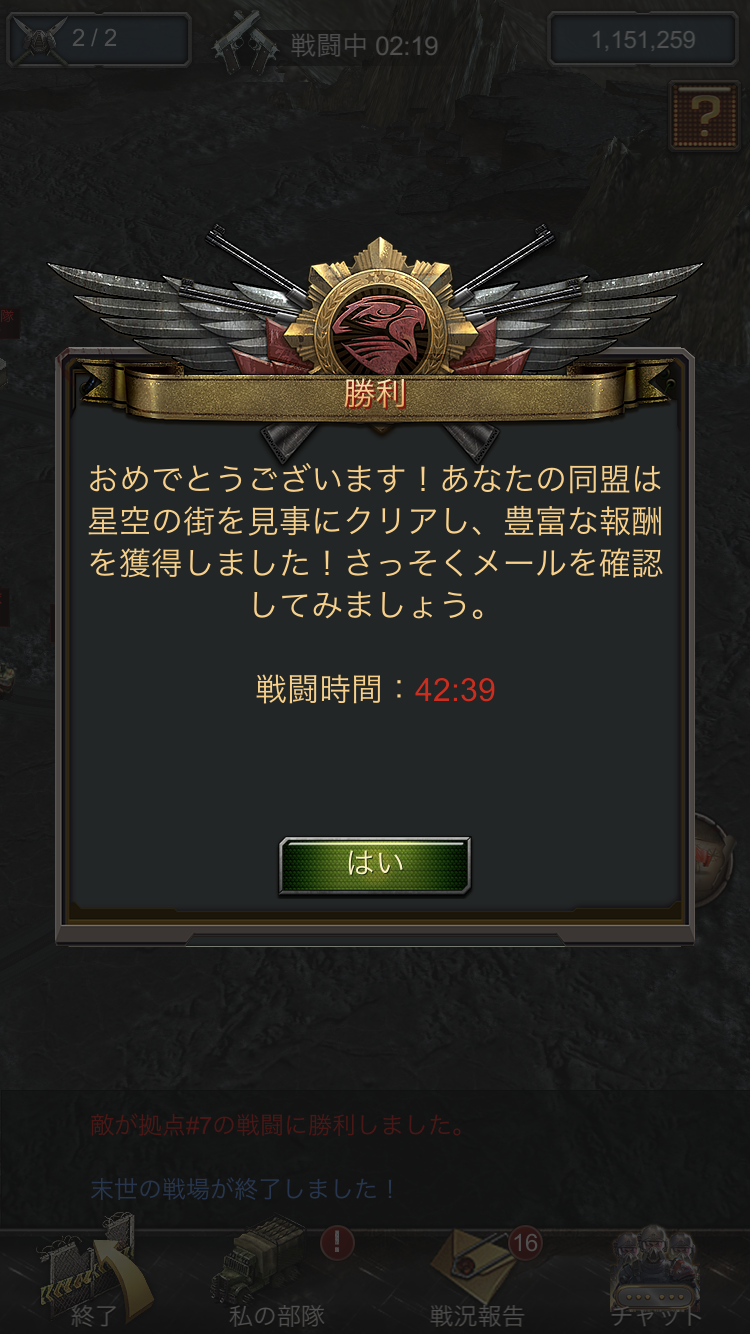 2 / 2
戦闘中 02:19
1,151,259
?
隊
勝利
おめでとうございます！あなたの同盟は
星空の街を見事にクリアし、豊富な報酬
を獲得しました！さっそくメールを確認
してみましょう。
戦闘時間：42:39
はい
敵が拠点#7の戦闘に勝利しました。
末世の戦場が終了しました！
!
16
終了
私の部隊
戦況報告
チャット